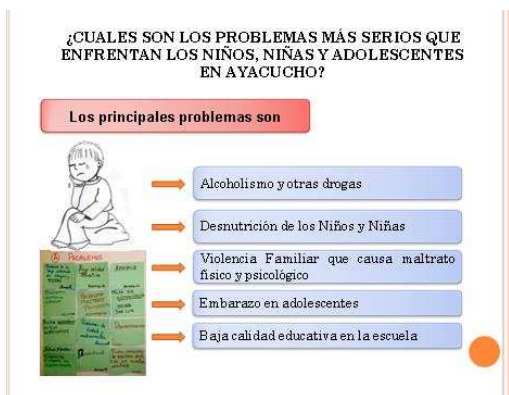 ¿CUALES SON LOS PROBLEMAS MÁS SERIOS QUE
ENFRENTAN LOS NIÑOS, NIÑAS Y ADOLESCENTES
EN AYACUCHO?
Los principales problemas son
Alcoholismo y otras drogas
Desnutrición de los Niños y Niñas
Violencia Familiar que causa maltrato
físico y psicológico
Embarazo en adolescentes
Baja calidad educativa en la escuela
PROBLEMAS